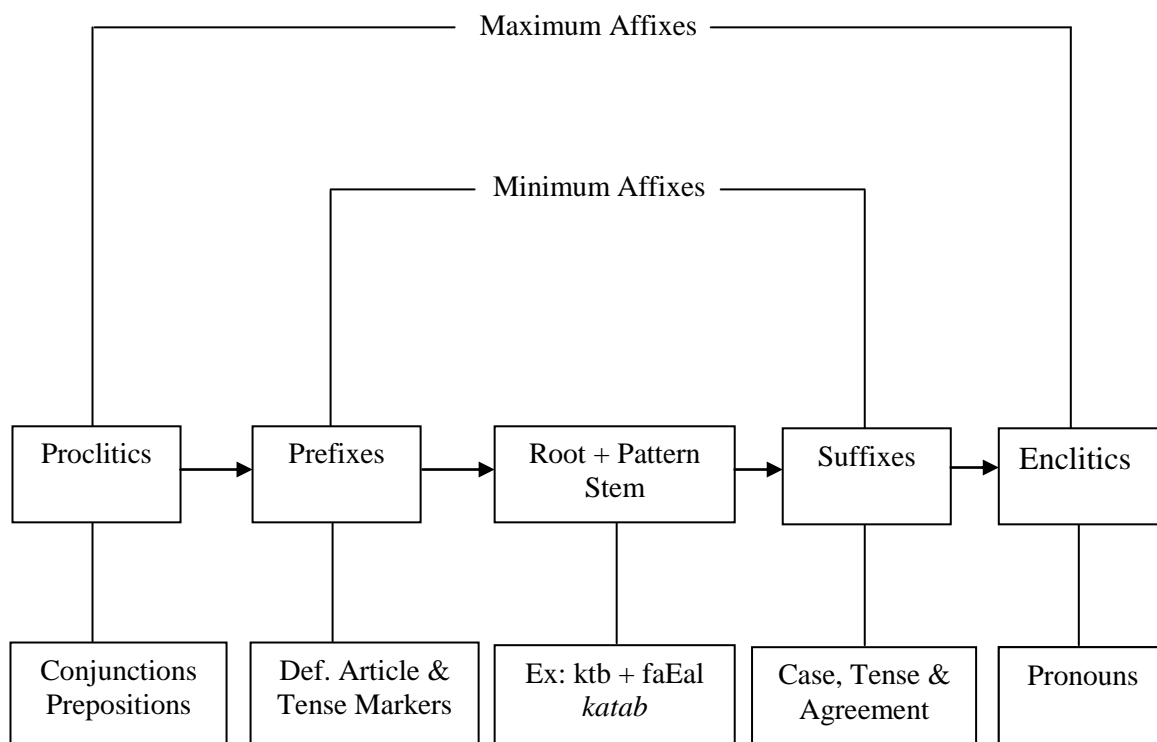 Maximum Affixes
Minimum Affixes
Proclitics
Prefixes
Root + Pattern
Stem
Suffixes
Enclitics
Conjunctions
Prepositions
Def. Article &
Tense Markers
Ex: ktb + faEal
katab
Case, Tense &
Agreement
Pronouns